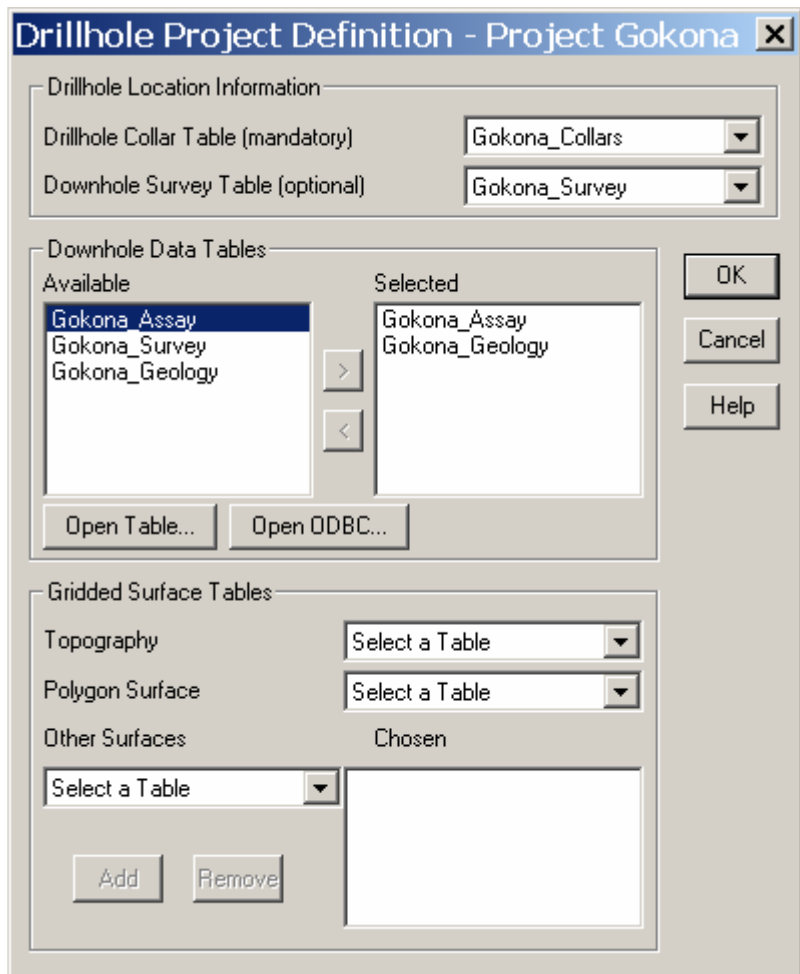 Drillhole Project Definition - Project Gokona
Drillhole Location Information
Drillhole Collar Table (mandatory) Gokona_Collars
Downhole Survey Table (optional) Gokona_Survey
Downhole Data Tables
Available Selected
Gokona_Assay Gokona_Assay
Gokona_Survey Gokona_Geology
Gokona_Geology
>
<
Open Table... Open ODBC...
OK
Cancel
Help
Gridded Surface Tables
Topography Select a Table
Polygon Surface Select a Table
Other Surfaces Chosen
Select a Table
Add Remove